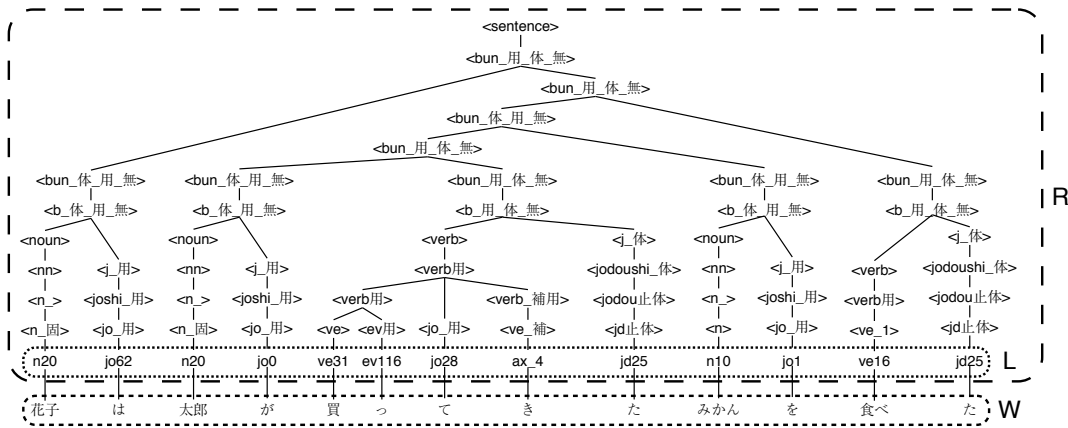 <sentence>
<bun_用_体_無>
<bun_用_体_無>
<bun_体_用_無>
<bun_用_体_無>
<bun_体_用_無> <bun_体_用_無> <bun_用_体_無> <bun_体_用_無> <bun_用_体_無>
R
<b_体_用_無> <b_体_用_無> <b_用_体_無> <b_体_用_無> <b_用_体_無>
<noun> <noun> <verb> <j_体> <noun> <j_体>
<nn> <j_用> <nn> <j_用> <verb用> <jodoushi_体> <nn> <j_用> <verb> <jodoushi_体>
<n_> <joshi_用> <n_> <joshi_用> <verb用> <verb_補用> <jodou止体> <n_> <joshi_用> <verb用> <jodou止体>
<n_固> <jo_用> <n_固> <jo_用> <ve> <ev用> <jo_用> <ve_補> <jd止体> <n> <jo_用> <ve_1> <jd止体>
n20 jo62 n20 jo0 ve31 ev116 jo28 ax_4 jd25 n10 jo1 ve16 jd25 L
花子 は 太郎 が 買 っ て き た みかん を 食べ た W